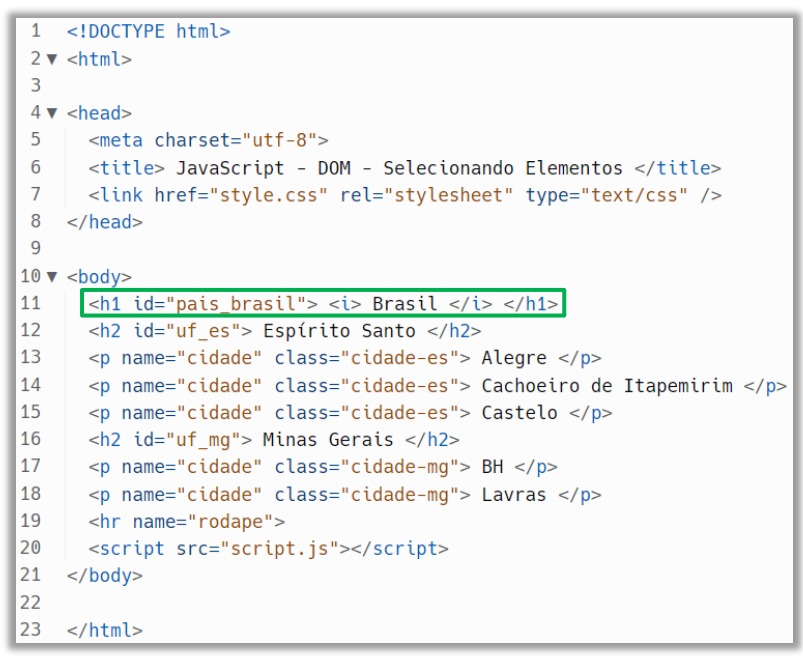 1 <!DOCTYPE html>
2 ▼ <html>
3
4 ▼ <head>
5 <meta charset="utf-8">
6 <title> JavaScript - DOM - Selecionando Elementos </title>
7 <link href="style.css" rel="stylesheet" type="text/css" />
8 </head>
9
10 ▼ <body>
11 <h1 id="pais_brasil"> <i> Brasil </i> </h1>
12 <h2 id="uf_es"> Espírito Santo </h2>
13 <p name="cidade" class="cidade-es"> Alegre </p>
14 <p name="cidade" class="cidade-es"> Cachoeiro de Itapemirim </p>
15 <p name="cidade" class="cidade-es"> Castelo </p>
16 <h2 id="uf_mg"> Minas Gerais </h2>
17 <p name="cidade" class="cidade-mg"> BH </p>
18 <p name="cidade" class="cidade-mg"> Lavras </p>
19 <hr name="rodape">
20 <script src="script.js"></script>
21 </body>
22
23 </html>